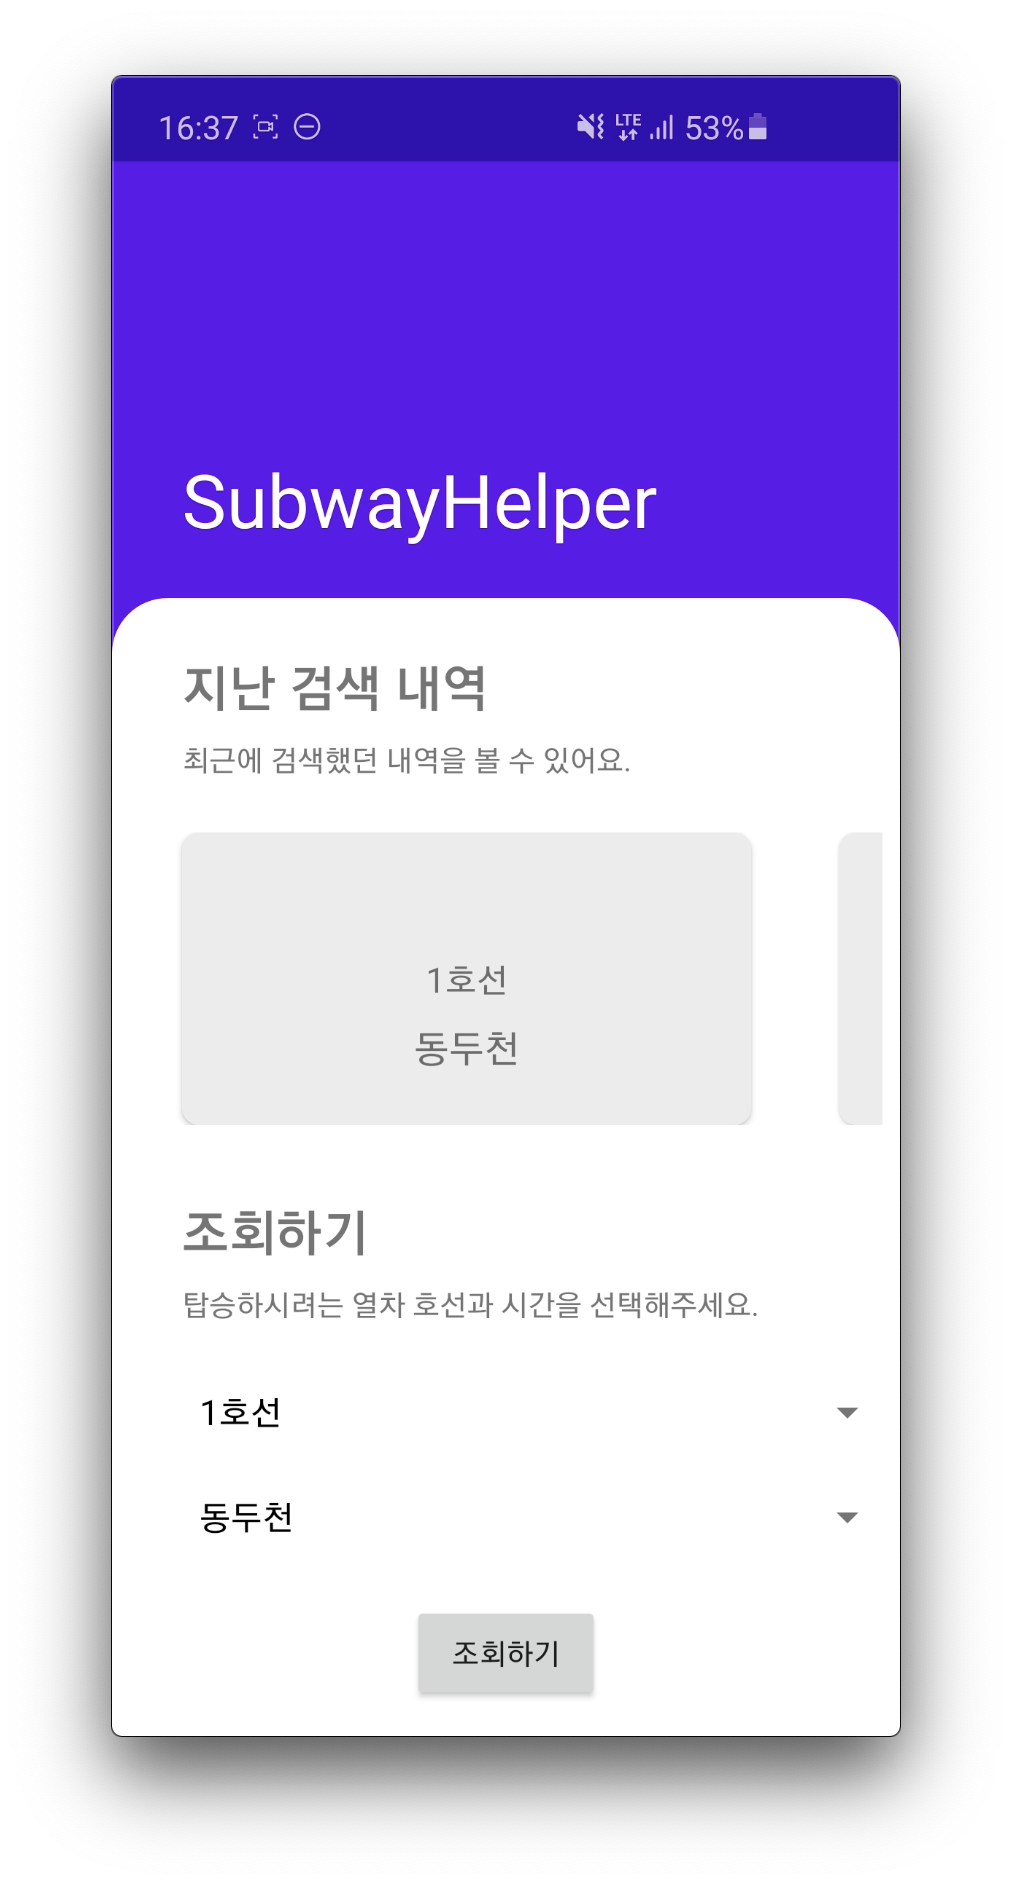 16:37 LTE 53%
SubwayHelper
지난 검색 내역
최근에 검색했던 내역을 볼 수 있어요.
1호선
동두천
조회하기
탑승하시려는 열차 호선과 시간을 선택해주세요.
1호선
동두천
조회하기